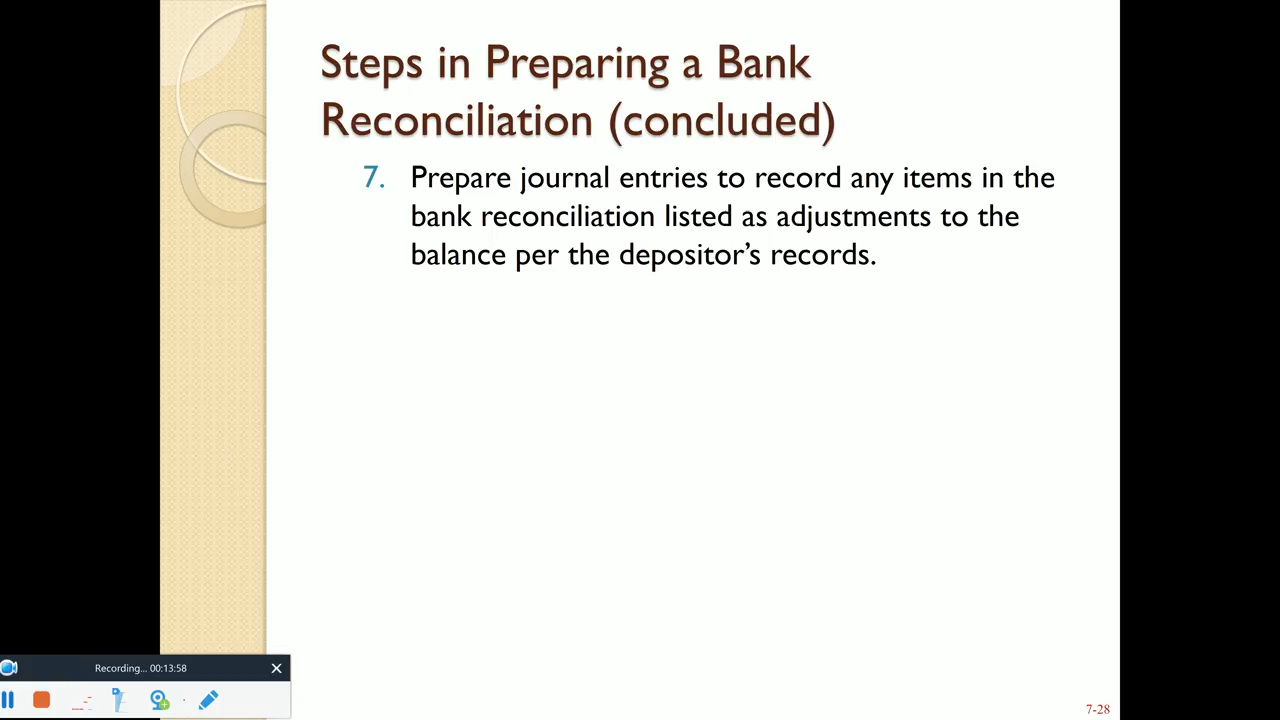 Steps in Preparing a Bank
Reconciliation (concluded)
7. Prepare journal entries to record any items in the
bank reconciliation listed as adjustments to the
balance per the depositor’s records.
Recording... 00:13:58
7-28